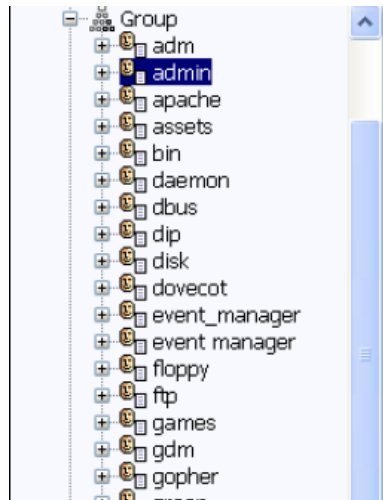 Group
adm
admin
apache
assets
bin
daemon
dbus
dip
disk
dovecot
event_manager
event manager
floppy
ftp
games
gdm
gopher